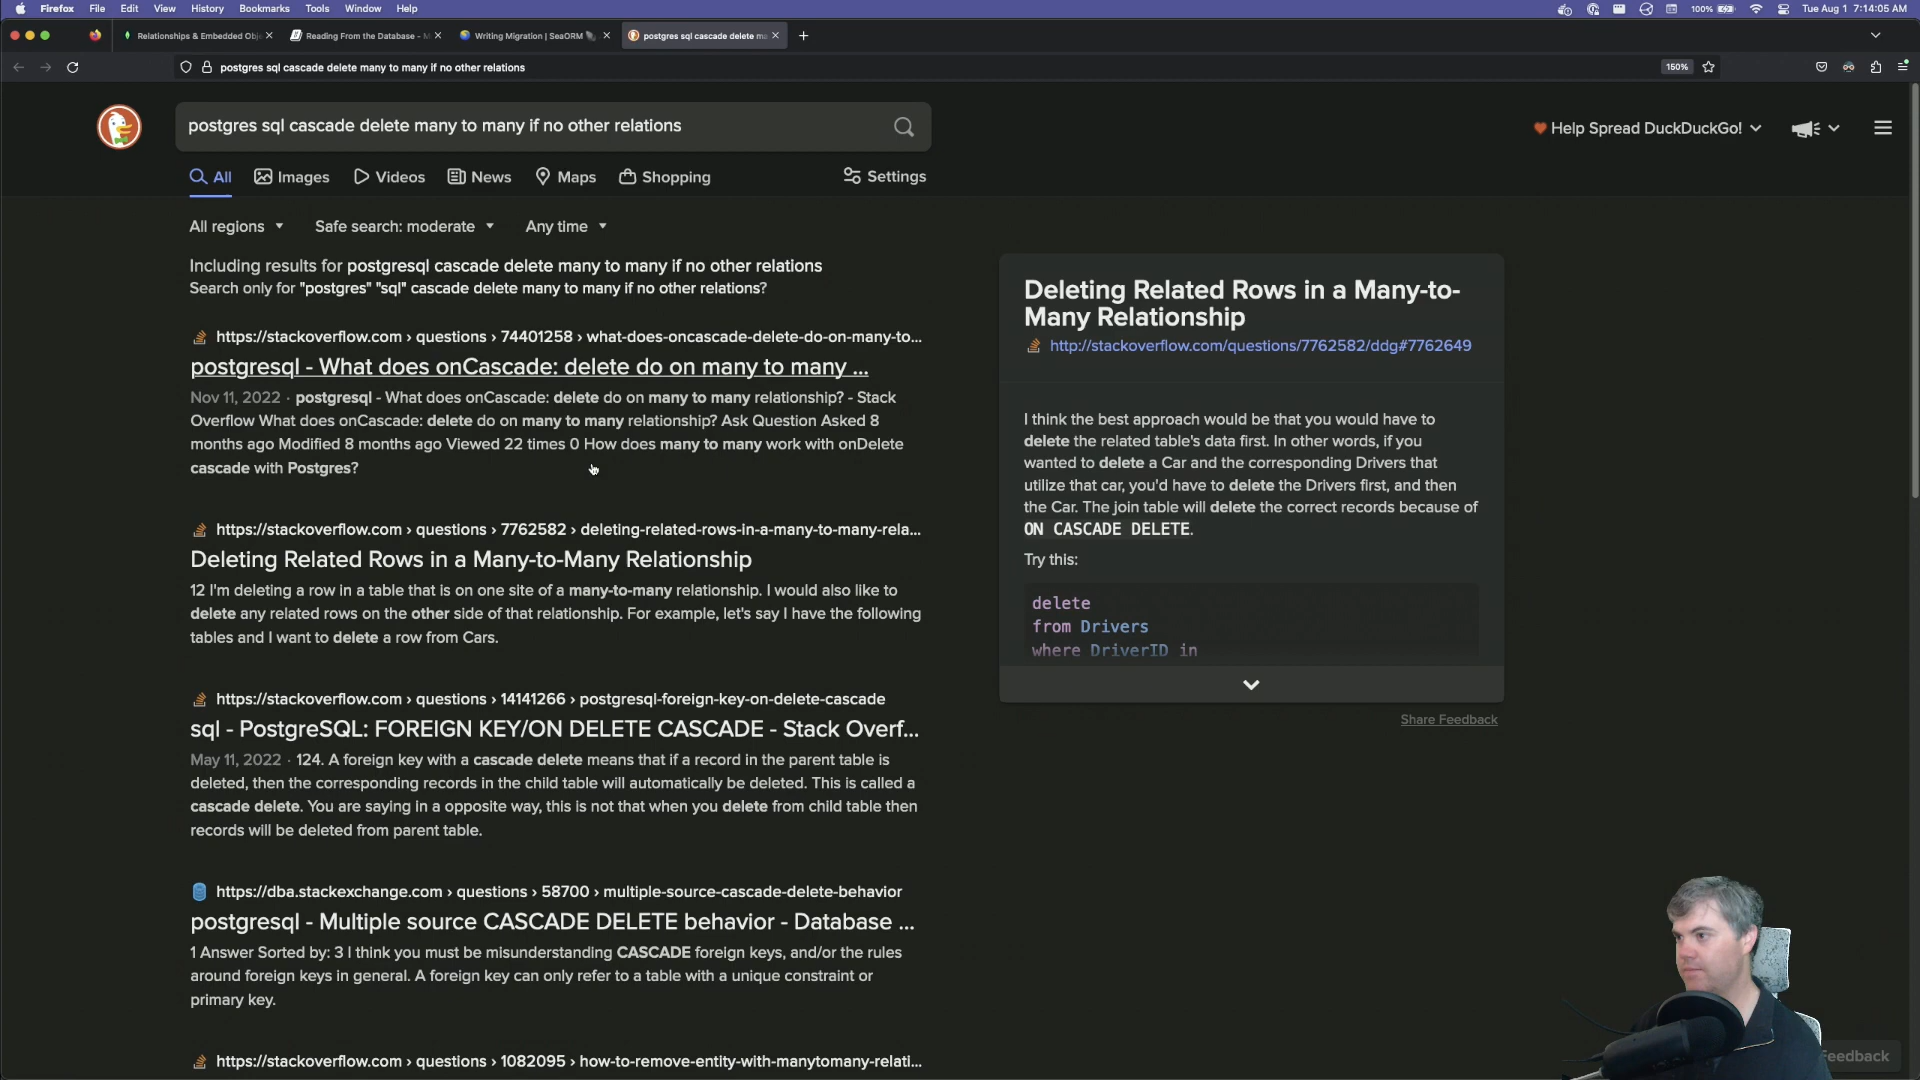 Firefox File Edit View History Bookmarks Tools Window Help 100% Tue Aug 1 7:14:05 AM
Relationships & Embedded Obj Reading From the Database - M Writing Migration | SeaORM postgres sql cascade delete ma
postgres sql cascade delete many to many if no other relations 150%
postgres sql cascade delete many to many if no other relations
Help Spread DuckDuckGo!
All Images Videos News Maps Shopping Settings
All regions Safe search: moderate Any time
Including results for postgresql cascade delete many to many if no other relations
Search only for "postgres" "sql" cascade delete many to many if no other relations?
https://stackoverflow.com › questions › 74401258 › what-does-oncascade-delete-do-on-many-to...
postgresql - What does onCascade: delete do on many to many ...
Nov 11, 2022 · postgresql - What does onCascade: delete do on many to many relationship? - Stack
Overflow What does onCascade: delete do on many to many relationship? Ask Question Asked 8
months ago Modified 8 months ago Viewed 22 times 0 How does many to many work with onDelete
cascade with Postgres?
https://stackoverflow.com › questions › 7762582 › deleting-related-rows-in-a-many-to-many-rela...
Deleting Related Rows in a Many-to-Many Relationship
12 I'm deleting a row in a table that is on one site of a many-to-many relationship. I would also like to
delete any related rows on the other side of that relationship. For example, let's say I have the following
tables and I want to delete a row from Cars.
https://stackoverflow.com › questions › 14141266 › postgresql-foreign-key-on-delete-cascade
sql - PostgreSQL: FOREIGN KEY/ON DELETE CASCADE - Stack Overf...
May 11, 2022 · 124. A foreign key with a cascade delete means that if a record in the parent table is
deleted, then the corresponding records in the child table will automatically be deleted. This is called a
cascade delete. You are saying in a opposite way, this is not that when you delete from child table then
records will be deleted from parent table.
https://dba.stackexchange.com › questions › 58700 › multiple-source-cascade-delete-behavior
postgresql - Multiple source CASCADE DELETE behavior - Database ...
1 Answer Sorted by: 3 I think you must be misunderstanding CASCADE foreign keys, and/or the rules
around foreign keys in general. A foreign key can only refer to a table with a unique constraint or
primary key.
https://stackoverflow.com › questions › 1082095 › how-to-remove-entity-with-manytomany-relati...
Deleting Related Rows in a Many-to-
Many Relationship
http://stackoverflow.com/questions/7762582/ddg#7762649
I think the best approach would be that you would have to
delete the related table's data first. In other words, if you
wanted to delete a Car and the corresponding Drivers that
utilize that car, you'd have to delete the Drivers first, and then
the Car. The join table will delete the correct records because of
ON CASCADE DELETE.
Try this:
delete
from Drivers
where DriverID in
Share Feedback
Feedback